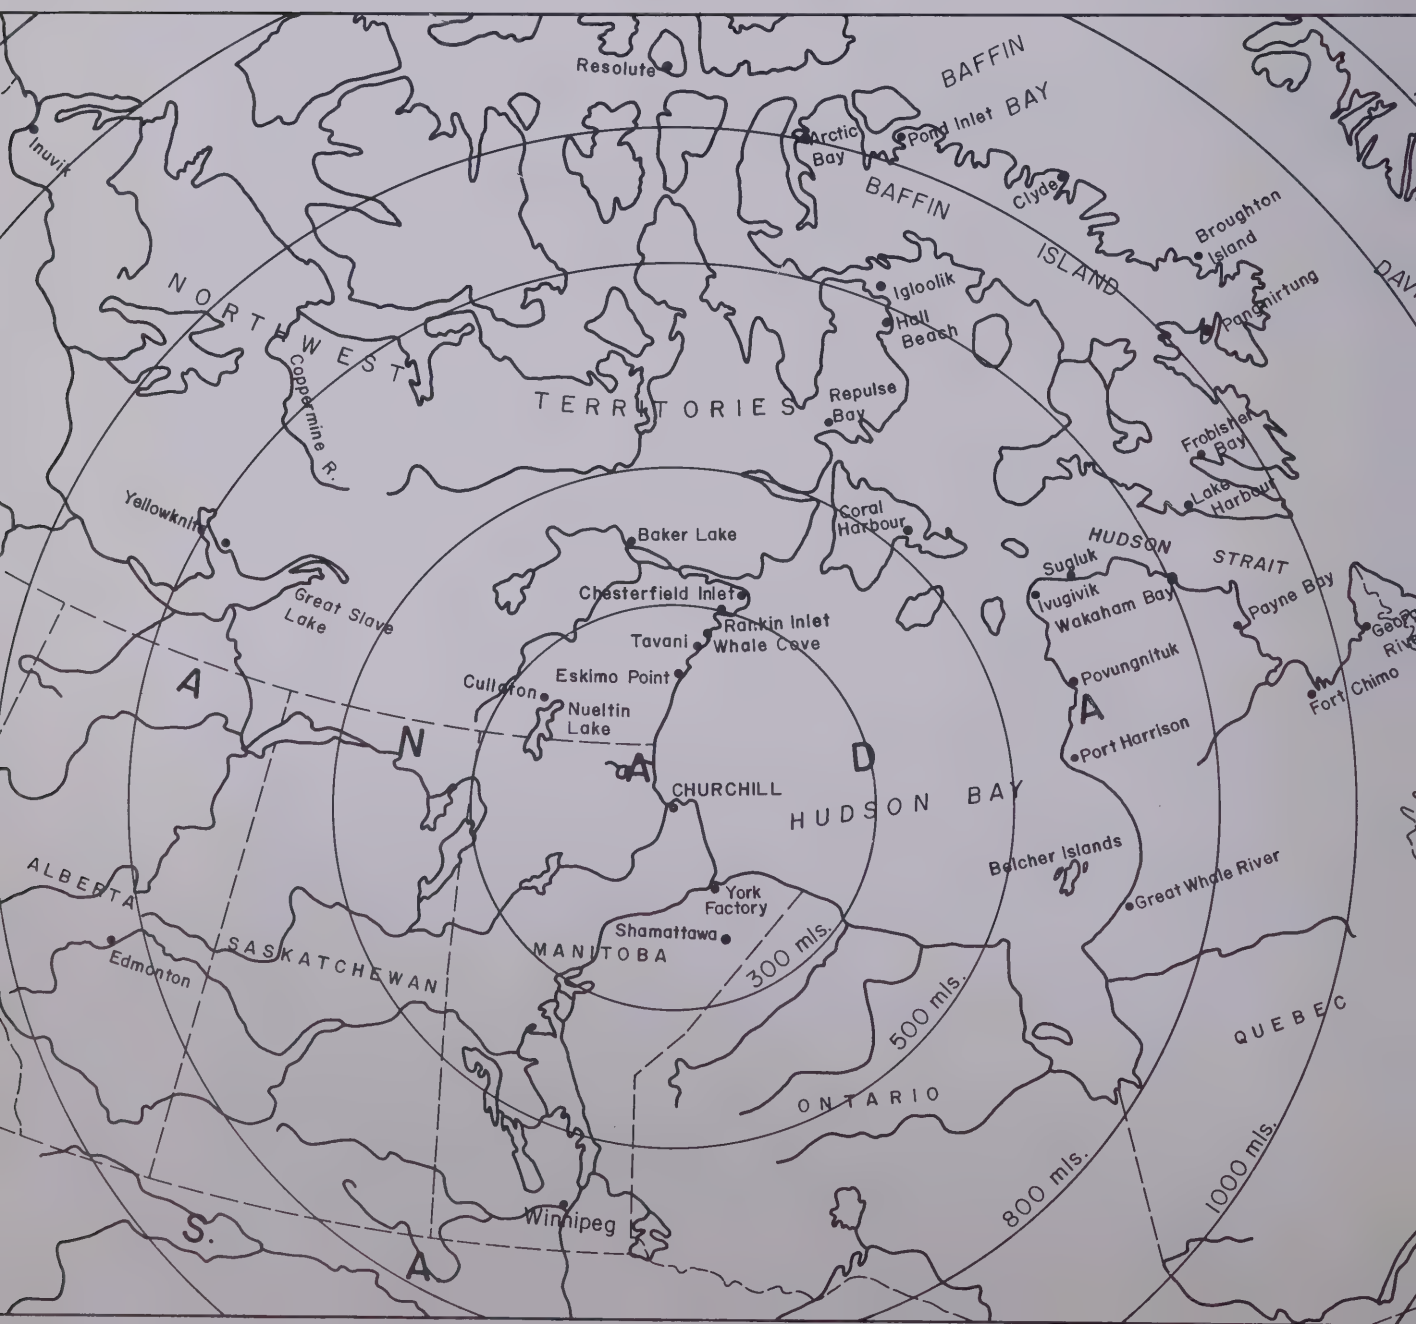 BAFFIN
BAY
Resolute
Arctic
Bay
Pond Inlet
Inuvik
BAFFIN
ISLAND
Clyde
Broughton
Island
Pangnirtung
NORTHWEST
TERRITORIES
Igloolik
Hall
Beach
Coppermine R.
Repulse
Bay
Frobisher
Bay
Lake
Harbour
Yellowknife
Coral
Harbour
Baker Lake
HUDSON
STRAIT
Sugluk
Ivugivik
Wakaham Bay
Payne Bay
Chesterfield Inlet
Great Slave
Lake
Rankin Inlet
Tavani
Whale Cove
Eskimo Point
Povungnituk
Fort Chimo
Cullaton
Nueltin
Lake
A
N
A
D
A
Port Harrison
CHURCHILL
HUDSON BAY
Belcher Islands
Great Whale River
ALBERTA
York
Factory
Shamattawa
SASKATCHEWAN
MANITOBA
Edmonton
300 mls.
500 mls.
QUEBEC
ONTARIO
800 mls.
1000 mls.
Winnipeg
S.
A